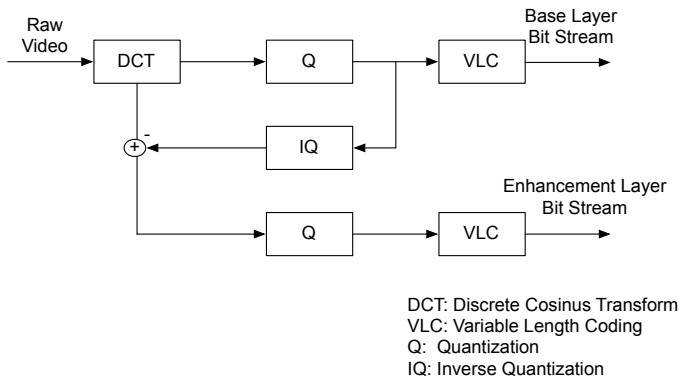 Raw
Video
DCT
Q
VLC
Base Layer
Bit Stream
+
-
IQ
Q
VLC
Enhancement Layer
Bit Stream
DCT: Discrete Cosinus Transform
VLC: Variable Length Coding
Q: Quantization
IQ: Inverse Quantization